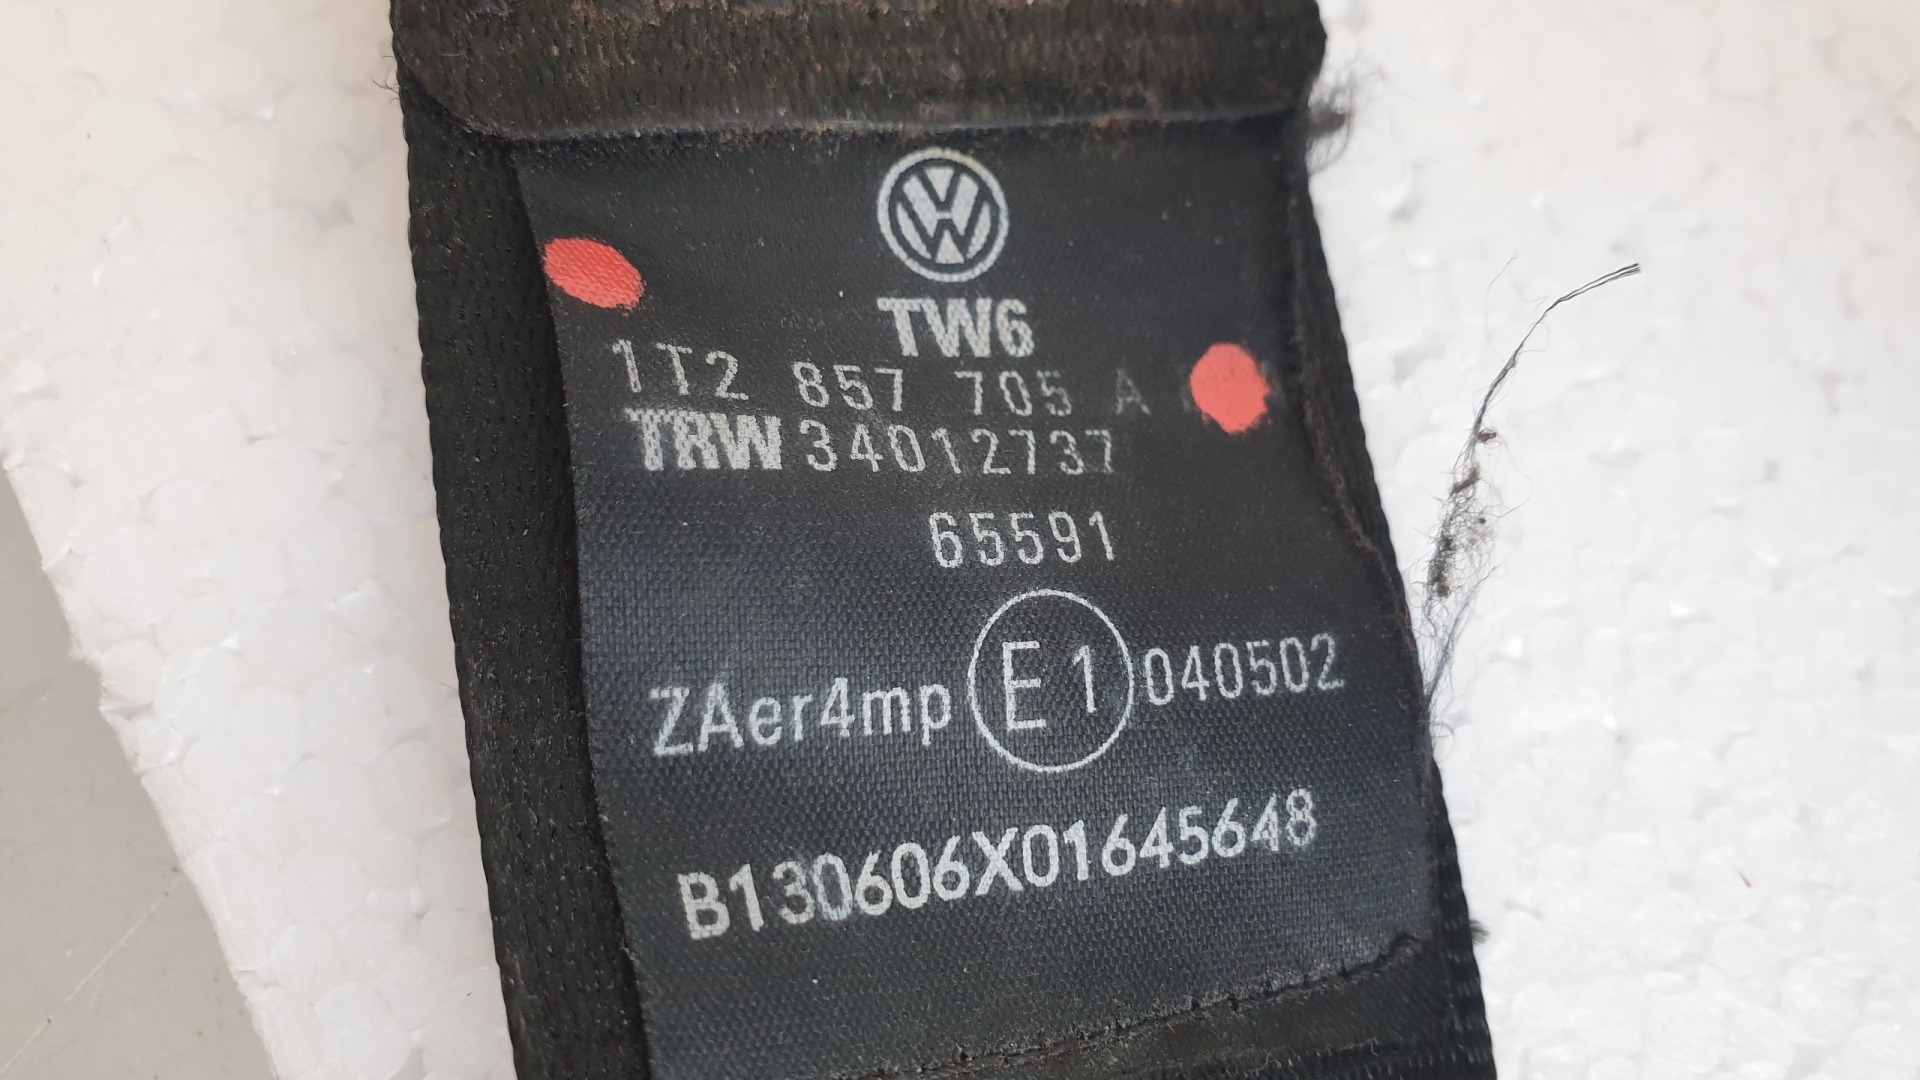 TW6
1T2 857 705 A
TRW 34012737
65591
ZAer4mp E1 040502
B130606X01645648